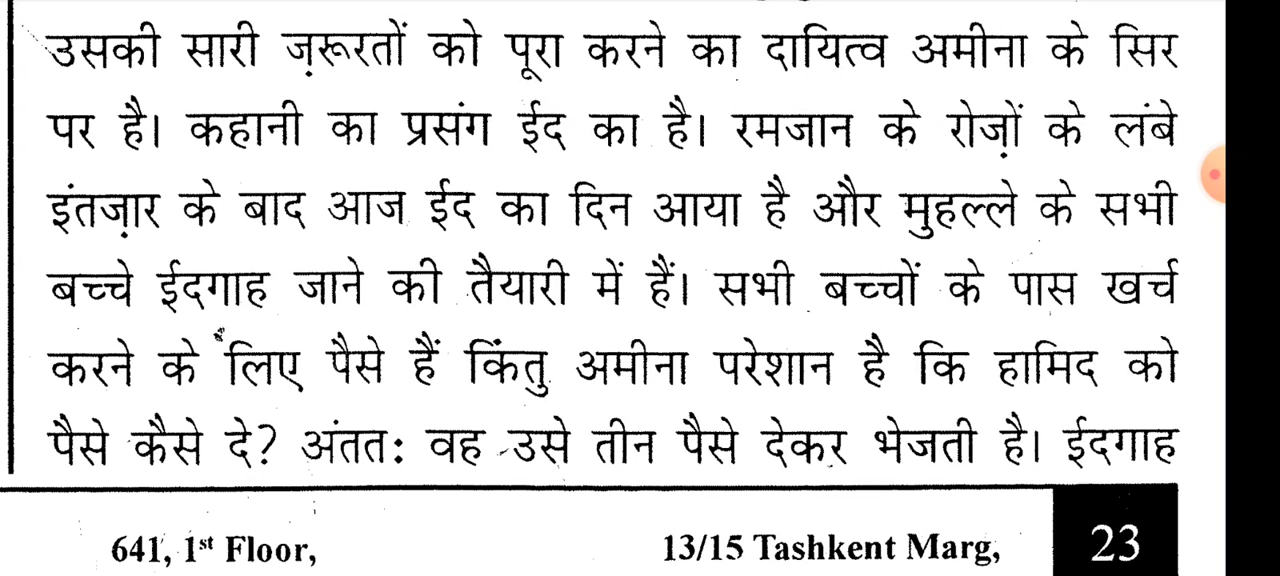 उसकी सारी ज़रूरतों को पूरा करने का दायित्व अमीना के सिर
पर है। कहानी का प्रसंग ईद का है। रमजान के रोज़ों के लंबे
इंतज़ार के बाद आज ईद का दिन आया है और मुहल्ले के सभी
बच्चे ईदगाह जाने की तैयारी में हैं। सभी बच्चों के पास खर्च
करने के लिए पैसे हैं किंतु अमीना परेशान है कि हामिद को
पैसे कैसे दे? अंततः वह उसे तीन पैसे देकर भेजती है। ईदगाह
641, 1st Floor, 13/15 Tashkent Marg, 23